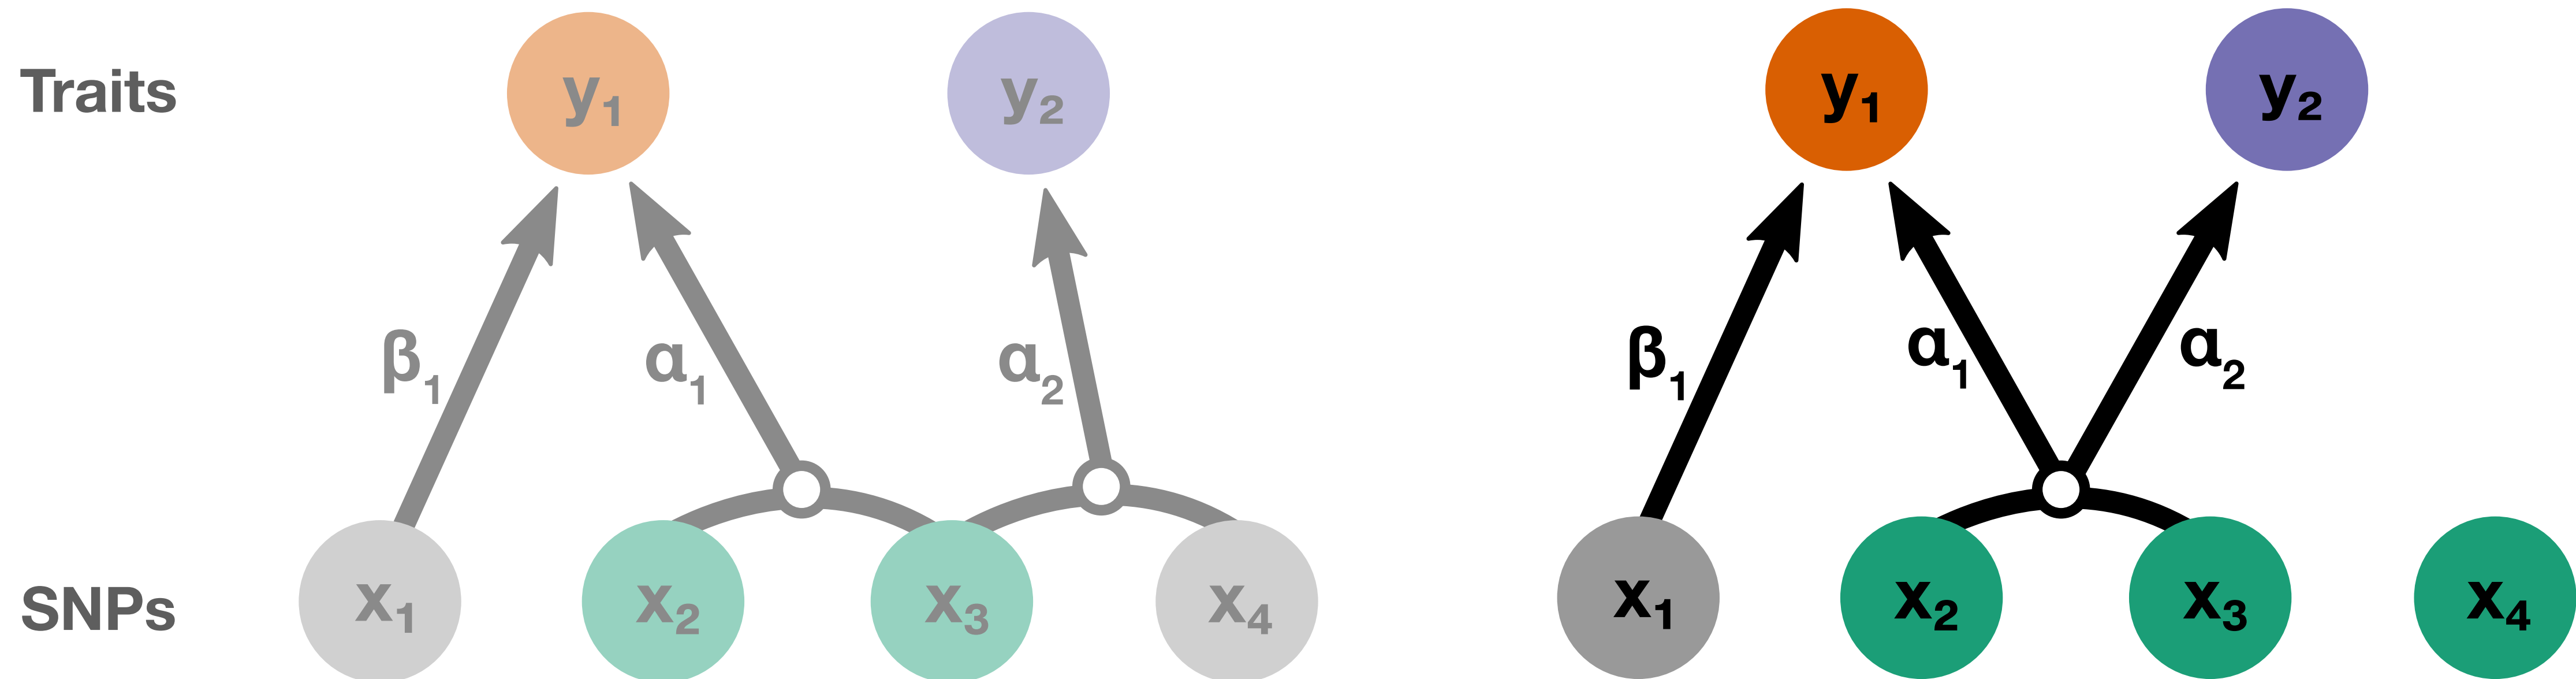 Traits y₁ y₂ y₁ y₂
β₁ α₁ α₂ β₁ α₁ α₂
SNPs x₁ x₂ x₃ x₄ x₁ x₂ x₃ x₄